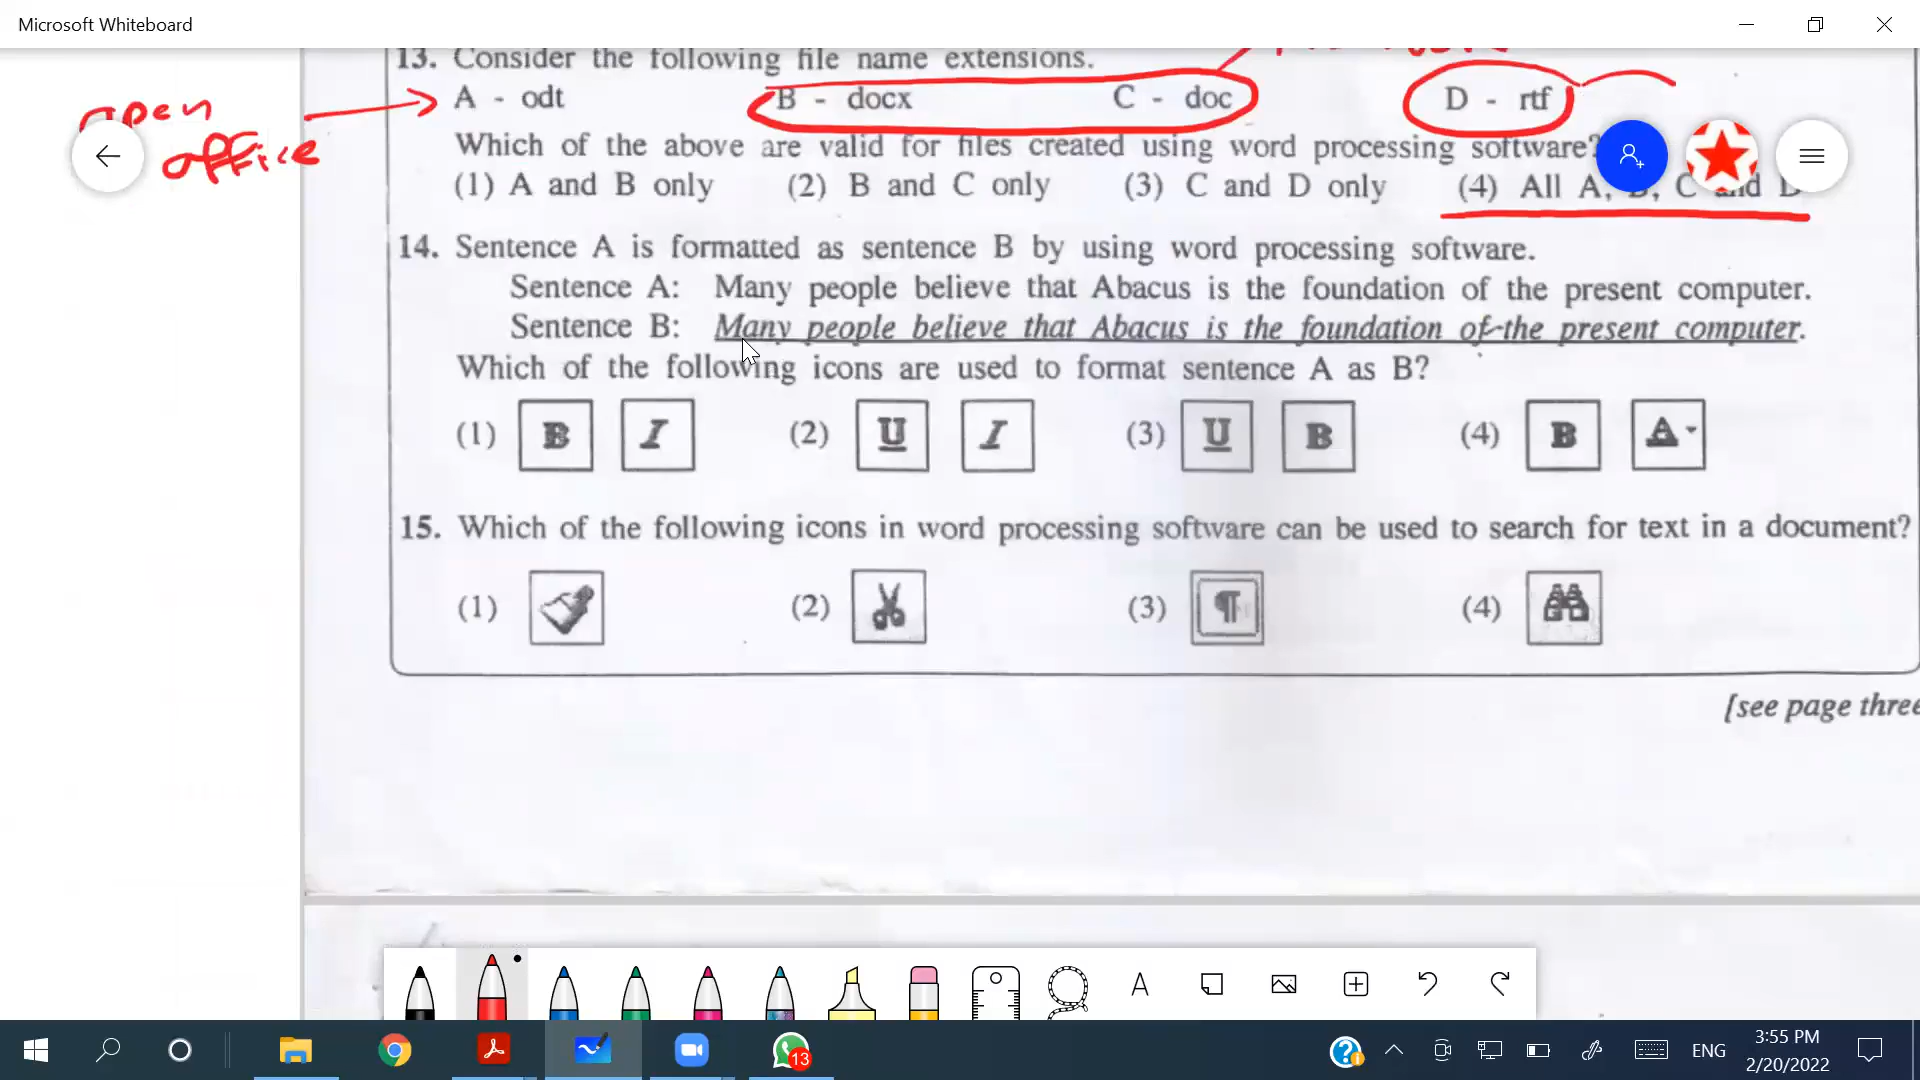 Microsoft Whiteboard
13. Consider the following file name extensions.
A - odt B - docx C - doc D - rtf
open
office
Which of the above are valid for files created using word processing software?
(1) A and B only (2) B and C only (3) C and D only (4) All A, B, C and D
14. Sentence A is formatted as sentence B by using word processing software.
Sentence A: Many people believe that Abacus is the foundation of the present computer.
Sentence B: Many people believe that Abacus is the foundation of the present computer.
Which of the following icons are used to format sentence A as B?
(1) B I (2) U I (3) U B (4) B A
15. Which of the following icons in word processing software can be used to search for text in a document?
(1) (2) (3) ¶ (4)
[see page three
A
13
ENG
3:55 PM
2/20/2022